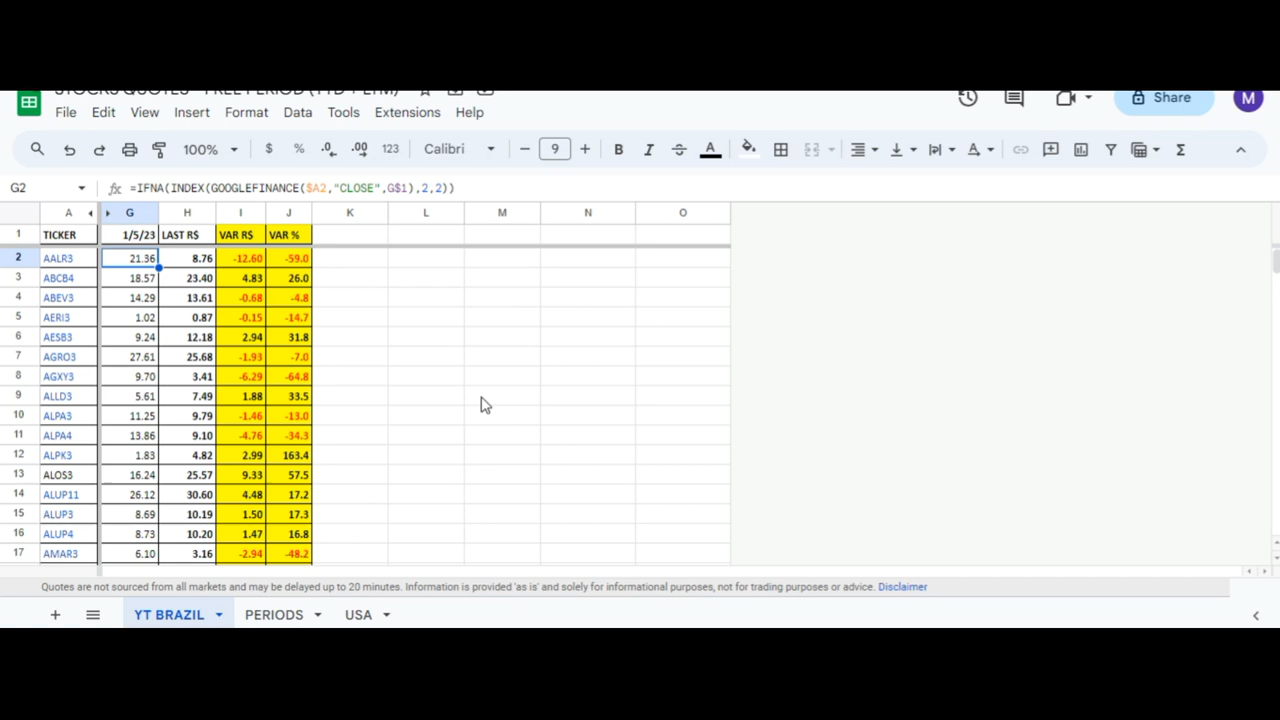 STOCKS QUOTES - FREE PERIOD (YTD + LTM)
File Edit View Insert Format Data Tools Extensions Help
Share M
100% $ % .0 .00 123 Calibri 9 B I A Σ
G2 fx =IFNA(INDEX(GOOGLEFINANCE($A2,"CLOSE",G$1),2,2))
A G H I J K L M N O
1 TICKER 1/5/23 LAST R$ VAR R$ VAR %
2 AALR3 21.36 8.76 -12.60 -59.0
3 ABCB4 18.57 23.40 4.83 26.0
4 ABEV3 14.29 13.61 -0.68 -4.8
5 AERI3 1.02 0.87 -0.15 -14.7
6 AESB3 9.24 12.18 2.94 31.8
7 AGRO3 27.61 25.68 -1.93 -7.0
8 AGXY3 9.70 3.41 -6.29 -64.8
9 ALLD3 5.61 7.49 1.88 33.5
10 ALPA3 11.25 9.79 -1.46 -13.0
11 ALPA4 13.86 9.10 -4.76 -34.3
12 ALPK3 1.83 4.82 2.99 163.4
13 ALOS3 16.24 25.57 9.33 57.5
14 ALUP11 26.12 30.60 4.48 17.2
15 ALUP3 8.69 10.19 1.50 17.3
16 ALUP4 8.73 10.20 1.47 16.8
17 AMAR3 6.10 3.16 -2.94 -48.2
Quotes are not sourced from all markets and may be delayed up to 20 minutes. Information is provided 'as is' and solely for informational purposes, not for trading purposes or advice. Disclaimer
YT BRAZIL PERIODS USA